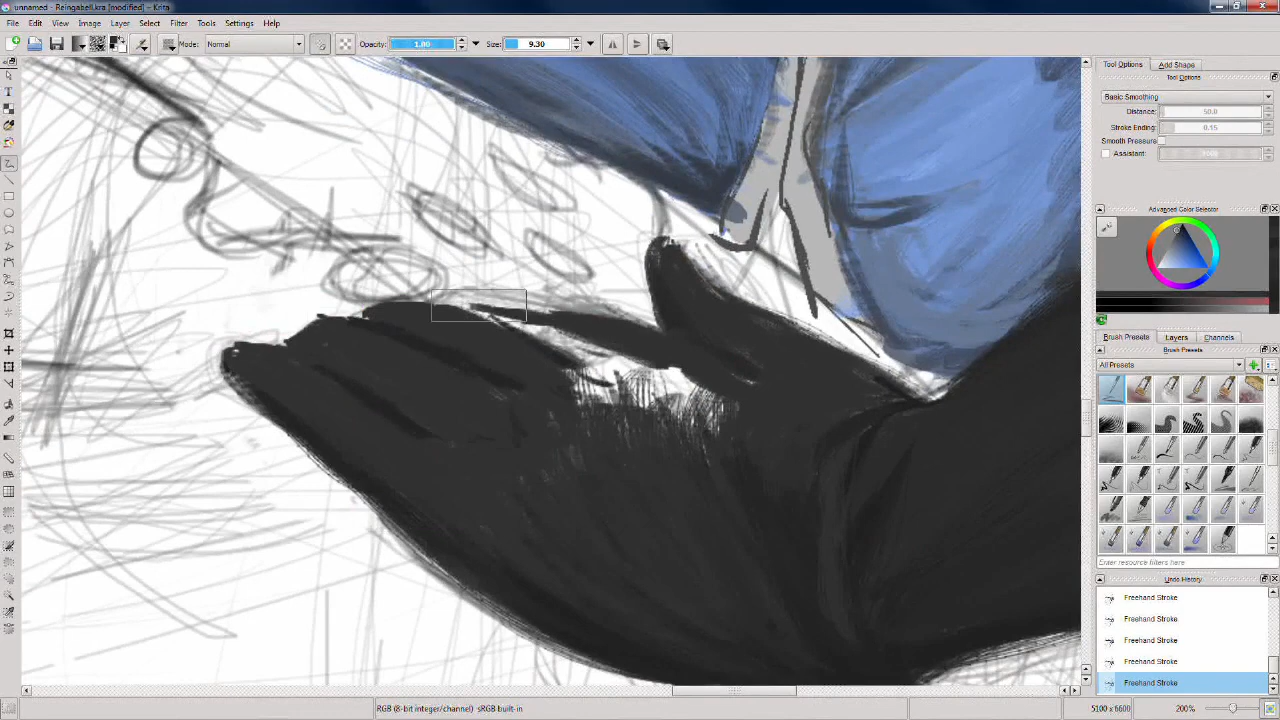 unnamed - Reingabell.kra [modified] - Krita
File Edit View Image Layer Select Filter Tools Settings Help
Mode: Normal Opacity: 1.00 Size: 9.30
Tool Options Add Shape
Tool Options
Basic Smoothing
Distance: 50.0
Stroke Ending: 0.15
Smooth Pressure
Assistant:
Advanced Color Selector
Brush Presets Layers Channels
Brush Presets
All Presets
Enter resource filters here
Undo History
Freehand Stroke
Freehand Stroke
Freehand Stroke
Freehand Stroke
Freehand Stroke
RGB (8-bit integer/channel) sRGB built-in 5100 x 6600 200%